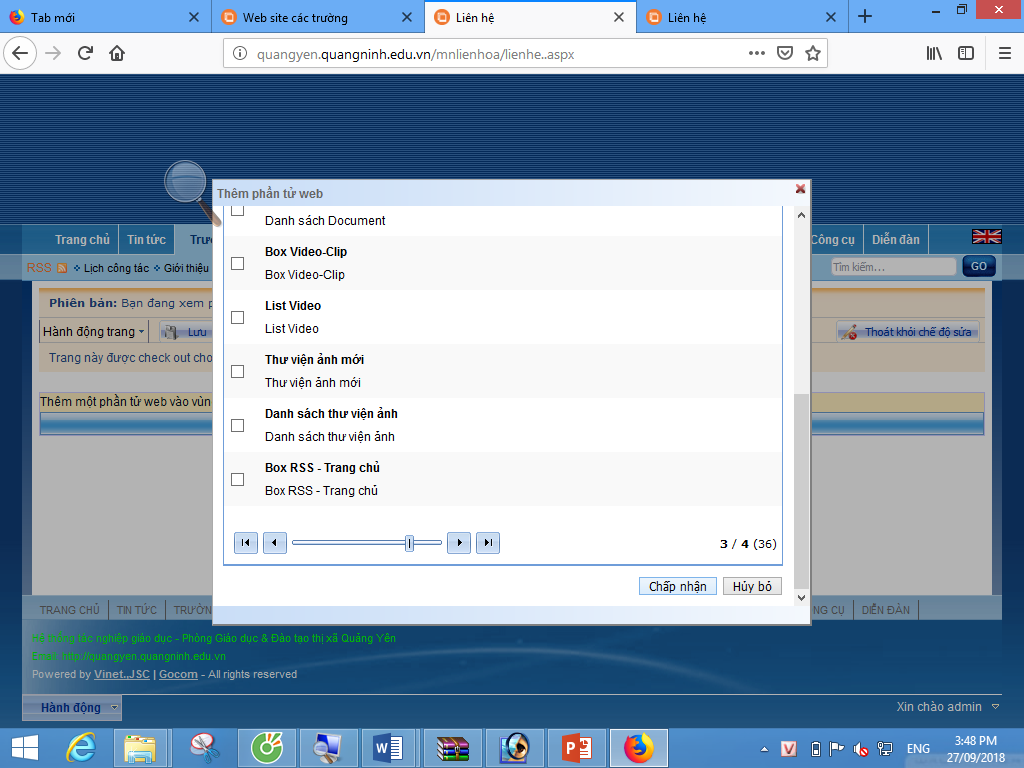 Tab mới
Web site các trường
Liên hệ
Liên hệ
quangyen.quangninh.edu.vn/mnlienhoa/lienhe..aspx
Thêm phần tử web
Danh sách Document
Box Video-Clip
Box Video-Clip
List Video
List Video
Thư viện ảnh mới
Thư viện ảnh mới
Danh sách thư viện ảnh
Danh sách thư viện ảnh
Box RSS - Trang chủ
Box RSS - Trang chủ
3 / 4 (36)
Chấp nhận
Hủy bỏ
Trang chủ
Tin tức
Trườ
Công cụ
Diễn đàn
RSS
Lịch công tác
Giới thiệu
Tìm kiếm...
GO
Phiên bản: Bạn đang xem p
Hành động trang
Lưu
Thoát khỏi chế độ sửa
Trang này được check out cho
Thêm một phần tử web vào vùn
TRANG CHỦ
TIN TỨC
TRƯỜN
NG CỤ
DIỄN ĐÀN
Hệ thống tác nghiệp giáo dục - Phòng Giáo dục & Đào tạo thị xã Quảng Yên
Email: http://quangyen.quangninh.edu.vn
Powered by Vinet.,JSC | Gocom - All rights reserved
Hành động
Xin chào admin
ENG
3:48 PM
27/09/2018